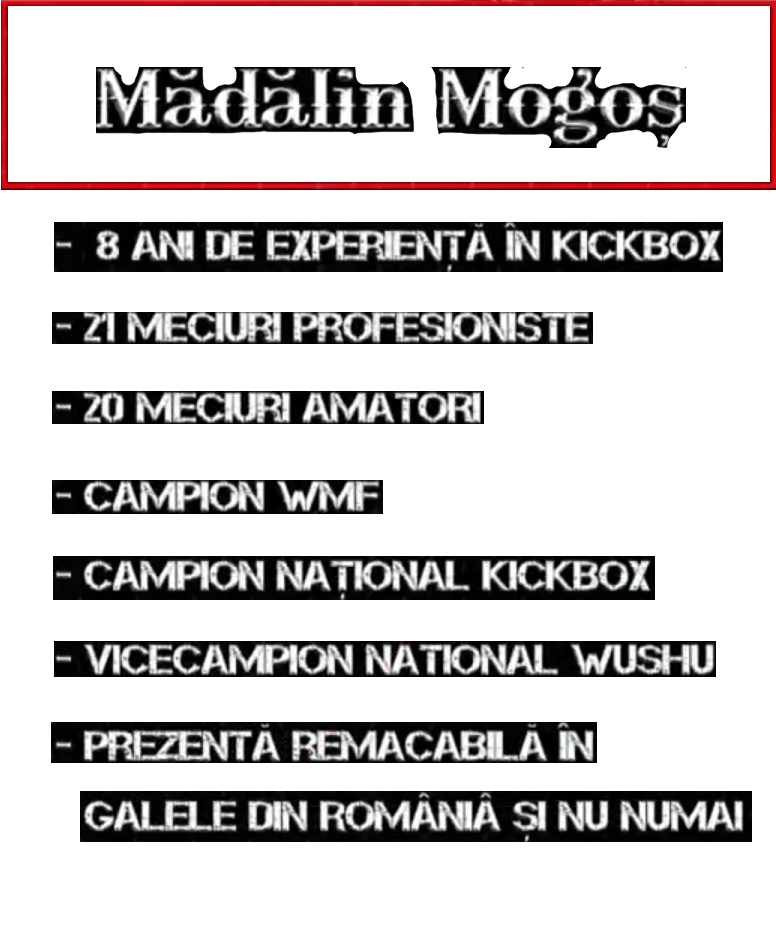 Mădălin Mogoș
- 8 ANI DE EXPERIENȚĂ ÎN KICKBOX
- 21 MECIURI PROFESIONISTE
- 20 MECIURI AMATORI
- CAMPION WMF
- CAMPION NAȚIONAL KICKBOX
- VICECAMPION NATIONAL WUSHU
- PREZENTĂ REMACABILĂ ÎN
GALELE DIN ROMÂNIÂ ȘI NU NUMAI